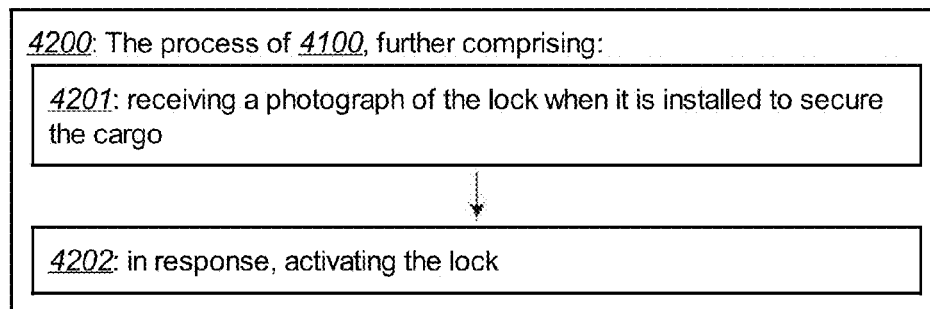 4200: The process of 4100, further comprising:
4201: receiving a photograph of the lock when it is installed to secure
the cargo
4202: in response, activating the lock